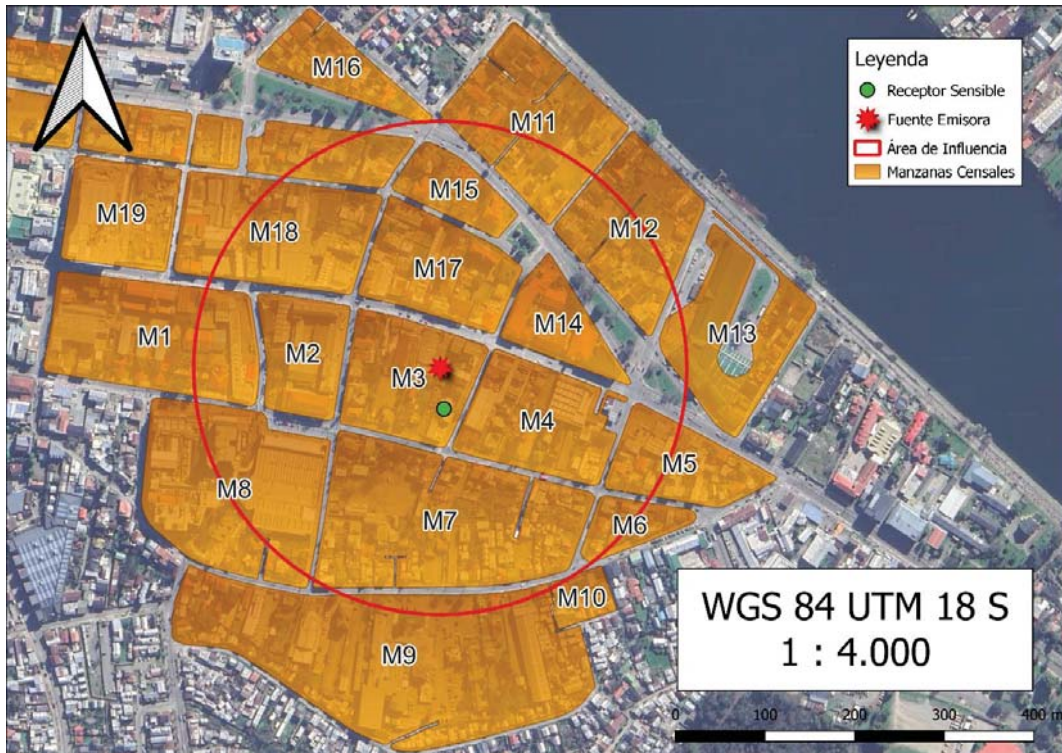 M16
M11
Leyenda
Receptor Sensible
Fuente Emisora
Área de Influencia
Manzanas Censales
M15
M19
M18
M12
M17
M14
M13
M1
M2
M3
M4
M5
M8
M7
M6
M10
M9
WGS 84 UTM 18 S
1 : 4.000
0 100 200 300 400 m